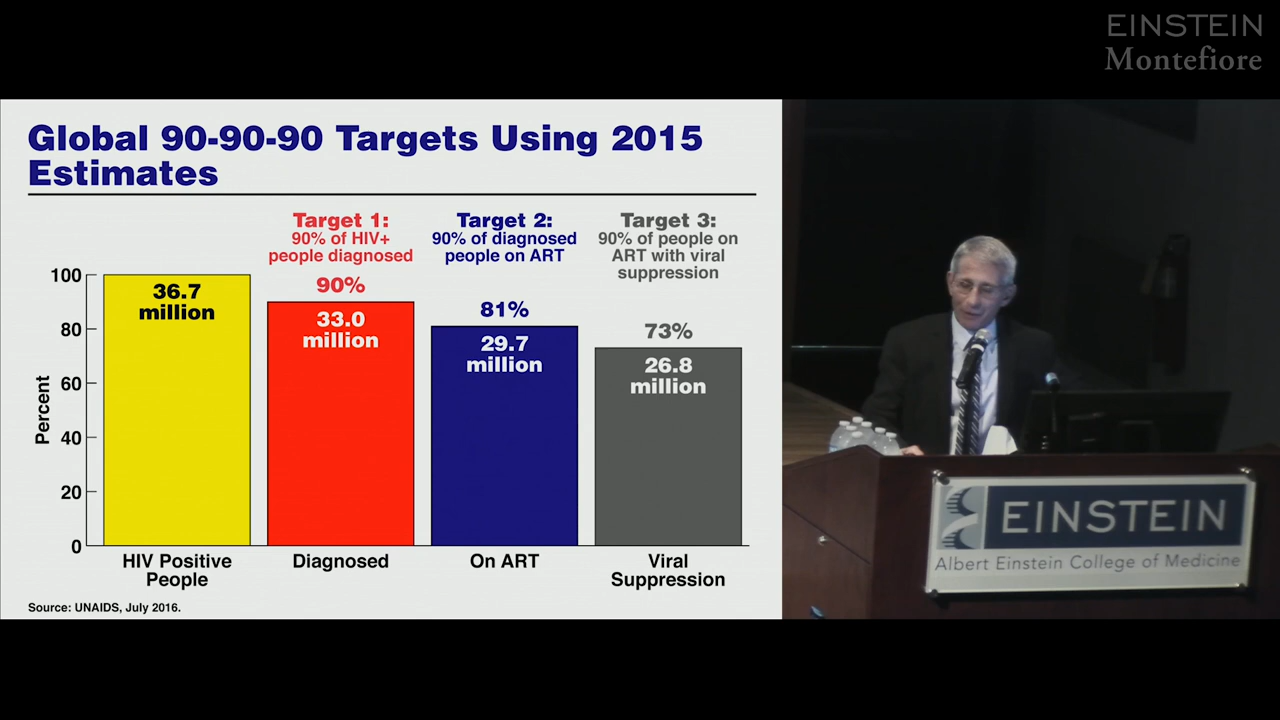 EINSTEIN
Montefiore
Global 90-90-90 Targets Using 2015
Estimates
Target 1:
90% of HIV+
people diagnosed
Target 2:
90% of diagnosed
people on ART
Target 3:
90% of people on
ART with viral
suppression
Percent
100
80
60
40
20
0
36.7
million
90%
33.0
million
81%
29.7
million
73%
26.8
million
HIV Positive
People
Diagnosed
On ART
Viral
Suppression
Source: UNAIDS, July 2016.
EINSTEIN
Albert Einstein College of Medicine